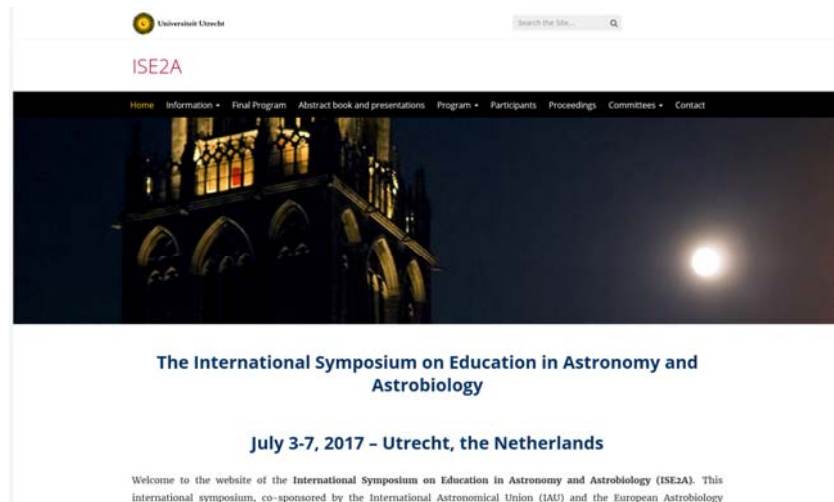 Universiteit Utrecht
Search the Site...
ISE2A
Home Information Final Program Abstract book and presentations Program Participants Proceedings Committees Contact
The International Symposium on Education in Astronomy and
Astrobiology
July 3-7, 2017 – Utrecht, the Netherlands
Welcome to the website of the International Symposium on Education in Astronomy and Astrobiology (ISE2A). This
international symposium, co-sponsored by the International Astronomical Union (IAU) and the European Astrobiology